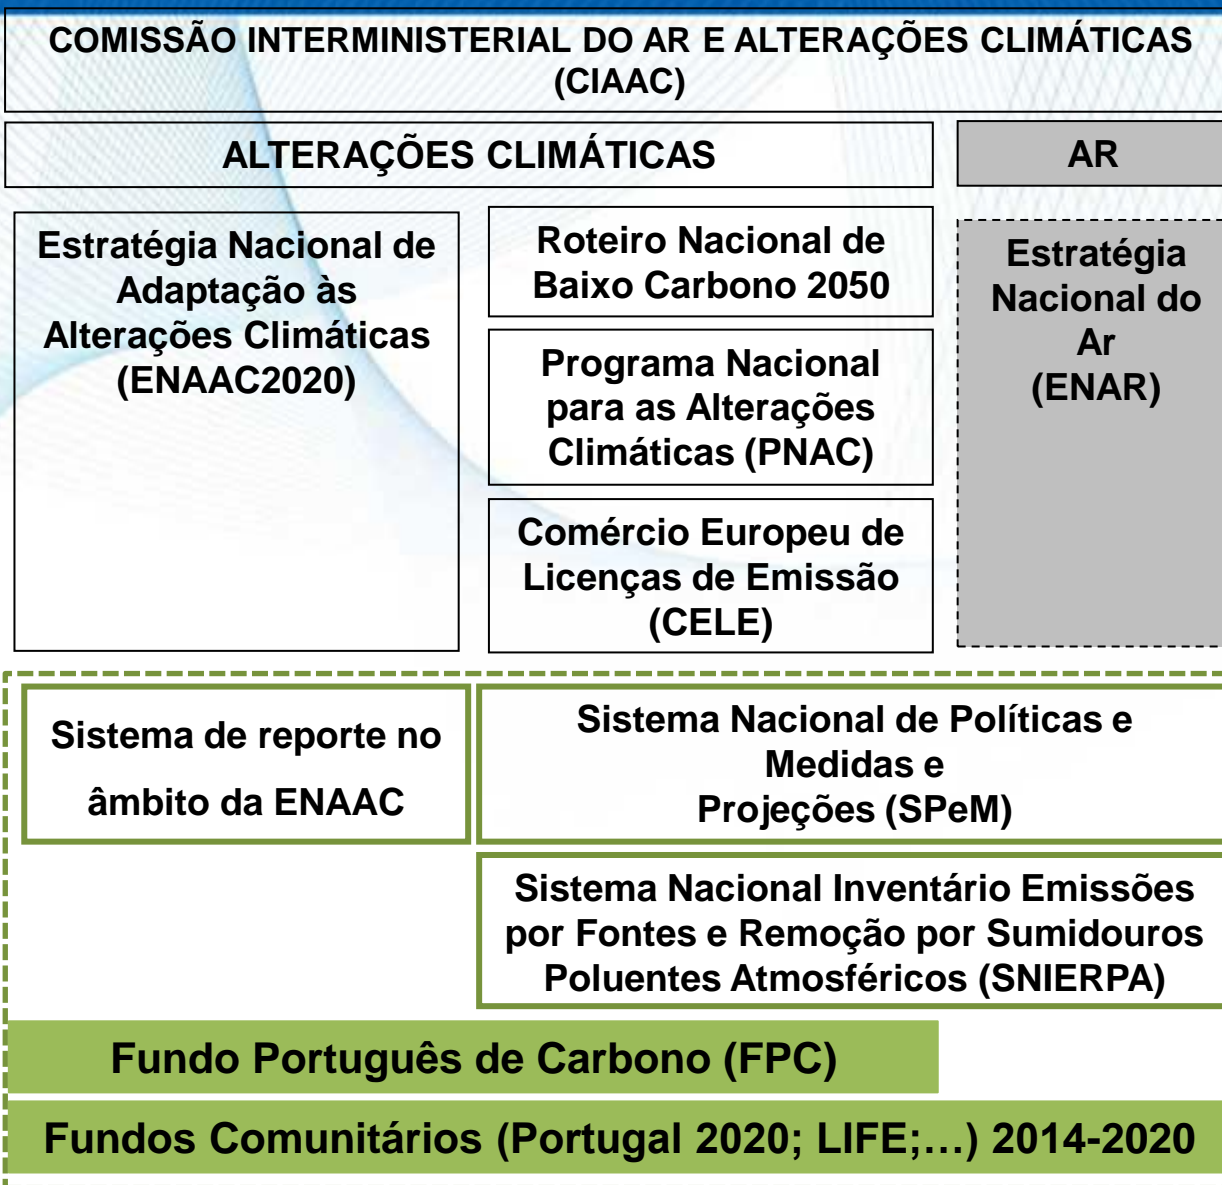 COMISSÃO INTERMINISTERIAL DO AR E ALTERAÇÕES CLIMÁTICAS
(CIAAC)
ALTERAÇÕES CLIMÁTICAS
AR
Estratégia Nacional de
Adaptação às
Alterações Climáticas
(ENAAC2020)
Roteiro Nacional de
Baixo Carbono 2050
Programa Nacional
para as Alterações
Climáticas (PNAC)
Comércio Europeu de
Licenças de Emissão
(CELE)
Estratégia
Nacional do
Ar
(ENAR)
Sistema de reporte no
âmbito da ENAAC
Sistema Nacional de Políticas e
Medidas e
Projeções (SPeM)
Sistema Nacional Inventário Emissões
por Fontes e Remoção por Sumidouros
Poluentes Atmosféricos (SNIERPA)
Fundo Português de Carbono (FPC)
Fundos Comunitários (Portugal 2020; LIFE;…) 2014-2020